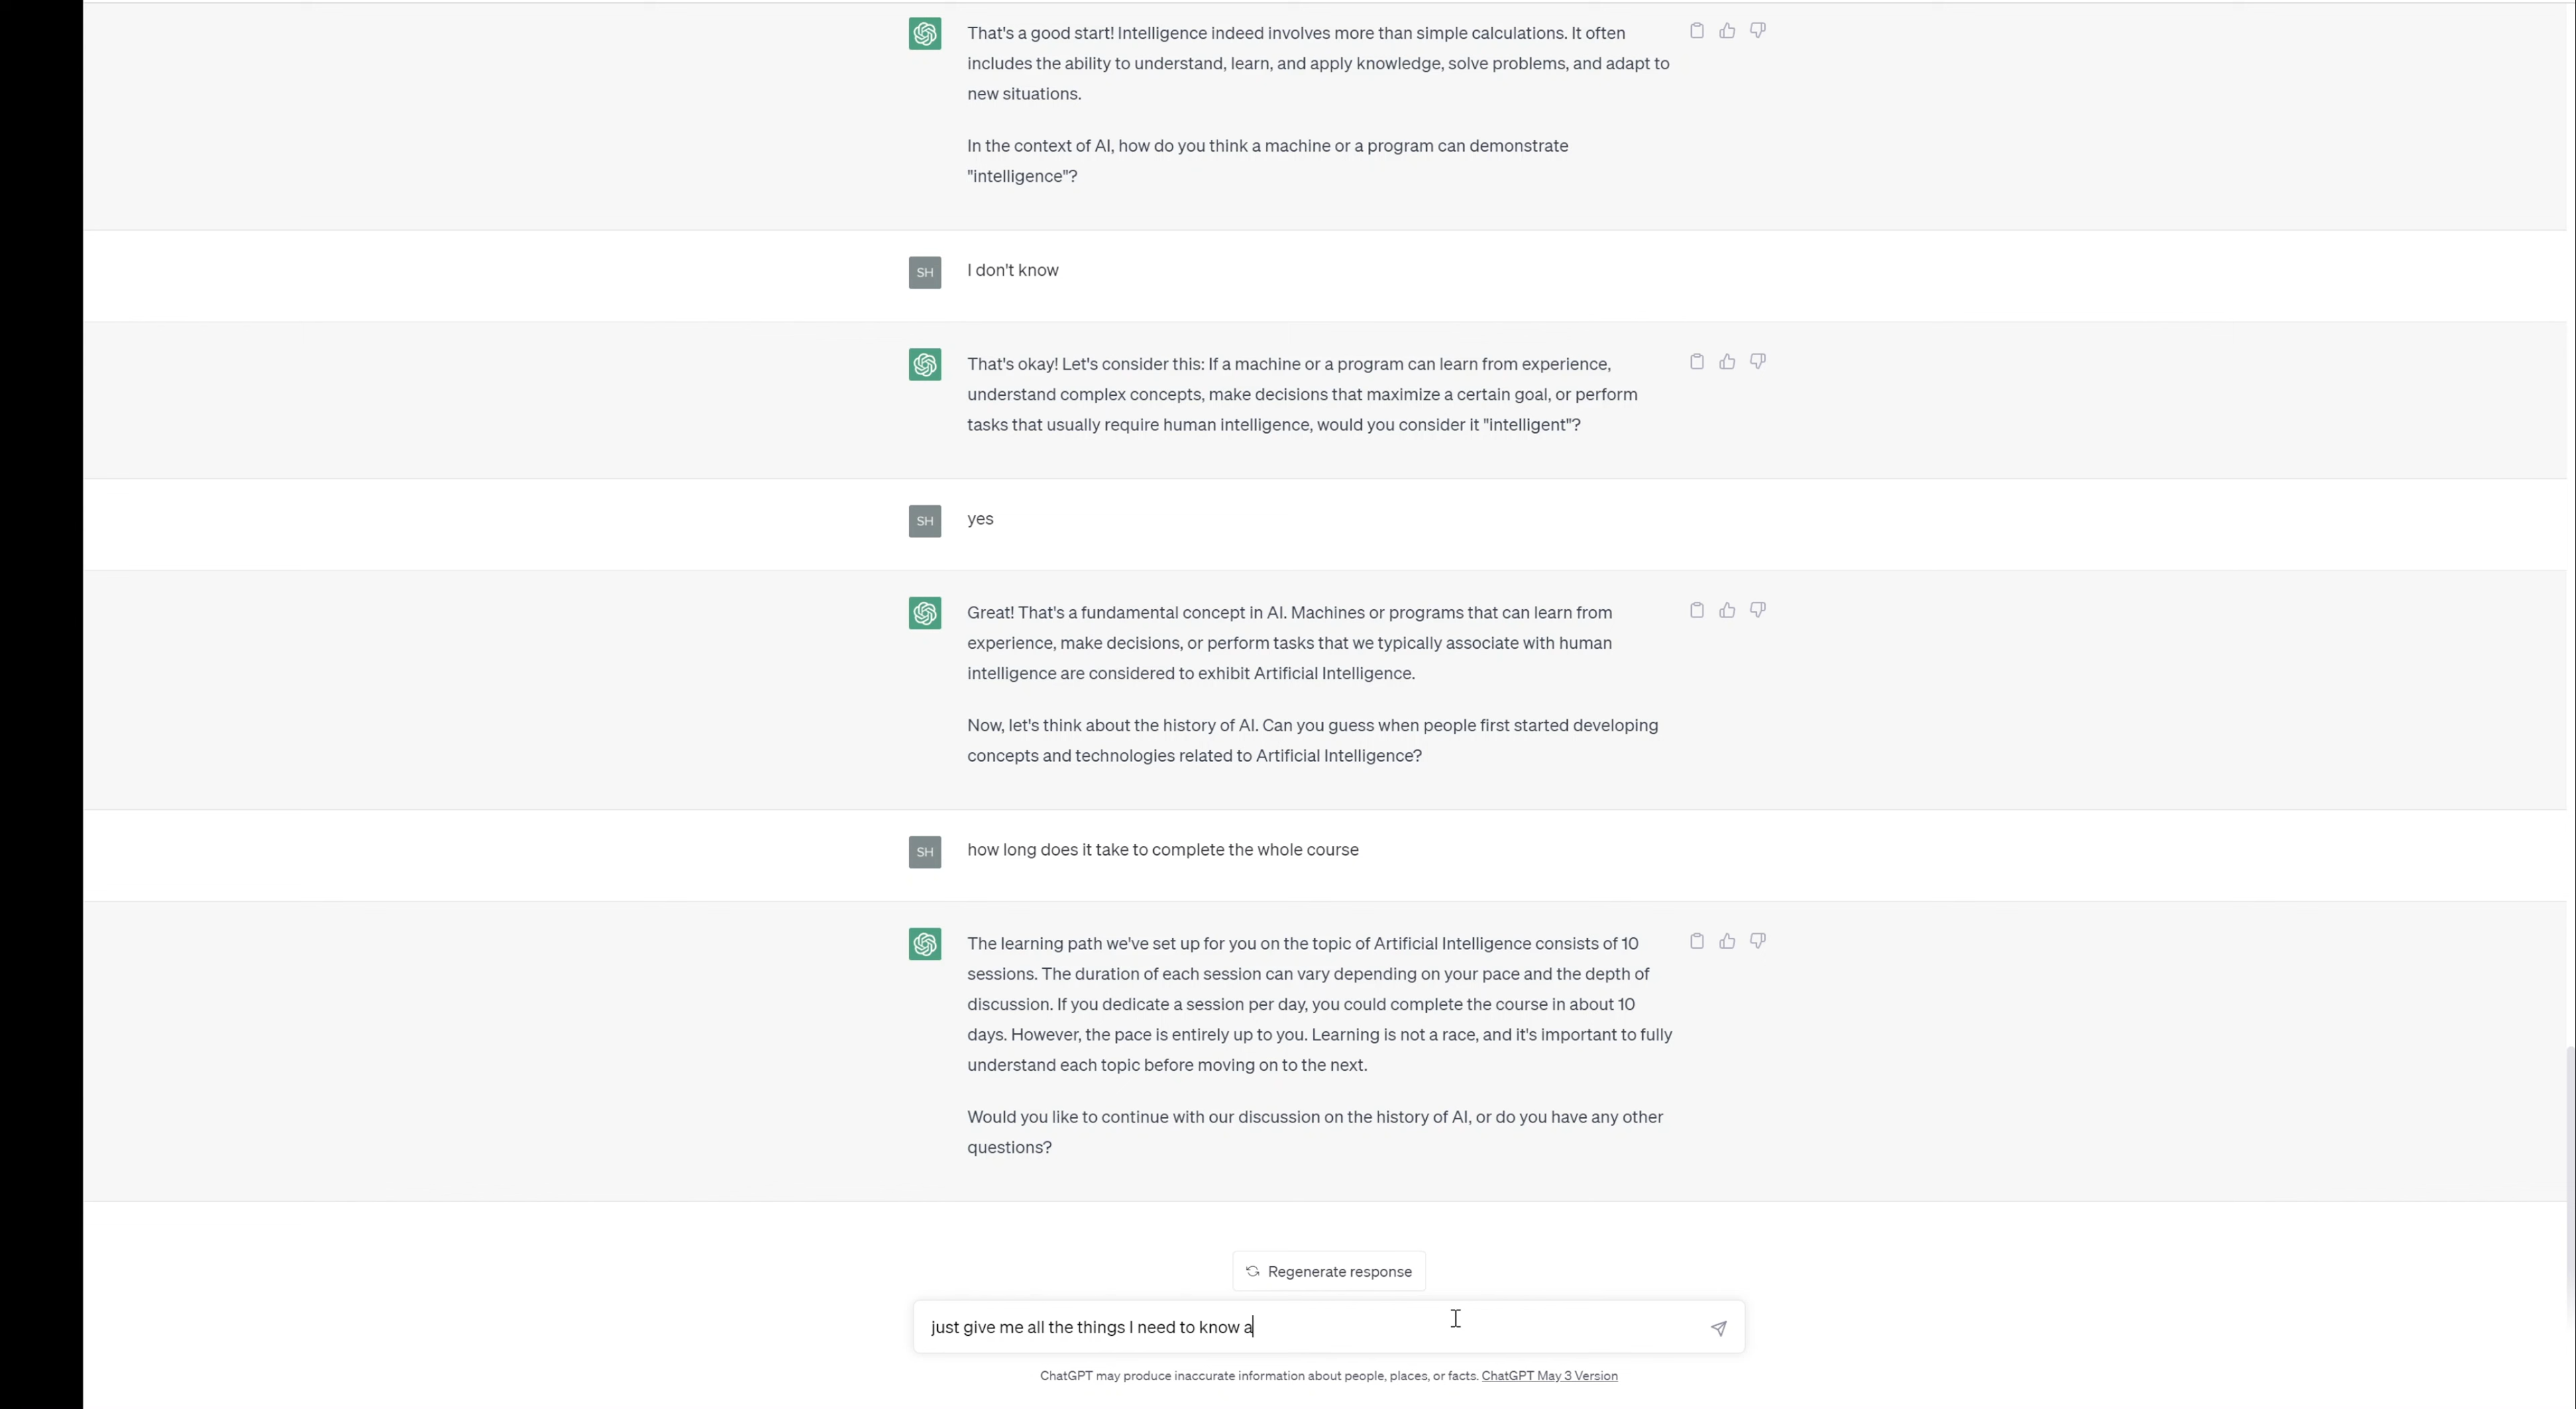 That's a good start! Intelligence indeed involves more than simple calculations. It often
includes the ability to understand, learn, and apply knowledge, solve problems, and adapt to
new situations.
In the context of AI, how do you think a machine or a program can demonstrate
"intelligence"?
SH I don't know
That's okay! Let's consider this: If a machine or a program can learn from experience,
understand complex concepts, make decisions that maximize a certain goal, or perform
tasks that usually require human intelligence, would you consider it "intelligent"?
SH yes
Great! That's a fundamental concept in AI. Machines or programs that can learn from
experience, make decisions, or perform tasks that we typically associate with human
intelligence are considered to exhibit Artificial Intelligence.
Now, let's think about the history of AI. Can you guess when people first started developing
concepts and technologies related to Artificial Intelligence?
SH how long does it take to complete the whole course
The learning path we've set up for you on the topic of Artificial Intelligence consists of 10
sessions. The duration of each session can vary depending on your pace and the depth of
discussion. If you dedicate a session per day, you could complete the course in about 10
days. However, the pace is entirely up to you. Learning is not a race, and it's important to fully
understand each topic before moving on to the next.
Would you like to continue with our discussion on the history of AI, or do you have any other
questions?
Regenerate response
just give me all the things I need to know a
ChatGPT may produce inaccurate information about people, places, or facts. ChatGPT May 3 Version